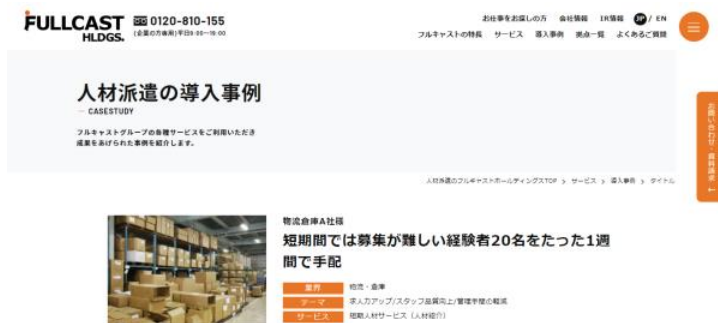 FULLCAST
HLDGS.
0120-810-155
(企業の方専用)平日9:00~18:00
お仕事をお探しの方 会社情報 IR情報 JP / EN
フルキャストの特長 サービス 導入事例 拠点一覧 よくあるご質問
人材派遣の導入事例
CASESTUDY
フルキャストグループの各種サービスをご利用いただき
成果をあげられた事例を紹介します。
お問い合わせ・資料請求
人材派遣のフルキャストホールディングスTOP > サービス > 導入事例 > タイトル
物流倉庫A社様
短期間では募集が難しい経験者20名をたった1週
間で手配
業界 物流・倉庫
テーマ 求人力アップ/スタッフ品質向上/管理手間の軽減
サービス 短期人材サービス(人材紹介)